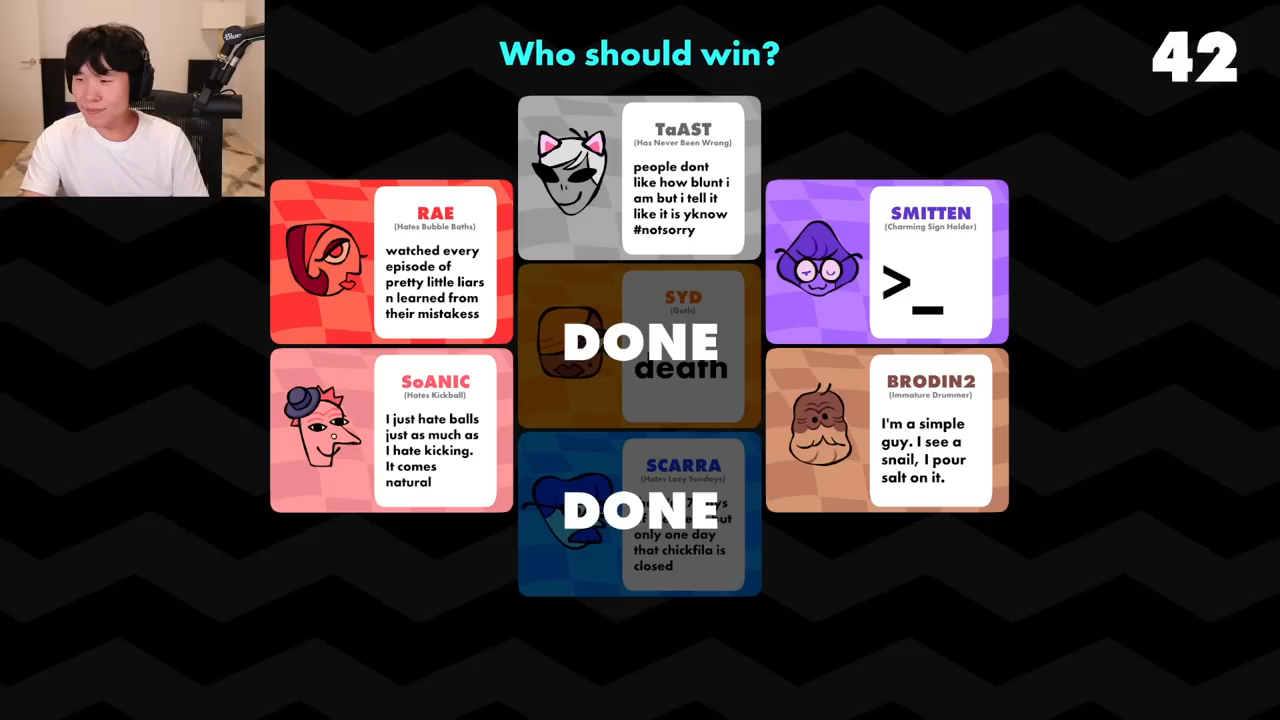 Who should win?
42
TaAST
(Has Never Been Wrong)
people dont
like how blunt i
am but i tell it
like it is yknow
#notsorry
RAE
(Hates Bubble Baths)
watched every
episode of
pretty little liars
n learned from
their mistakess
SMITTEN
(Charming Sign Holder)
>_
SYD
(Goth)
death
DONE
SoANIC
(Hates Kickball)
I just hate balls
just as much as
I hate kicking.
It comes
natural
BRODIN2
(Immature Drummer)
I'm a simple
guy. I see a
snail, I pour
salt on it.
SCARRA
(Hates Lazy Sundays)
DONE
only one day
that chickfila is
closed
Blue